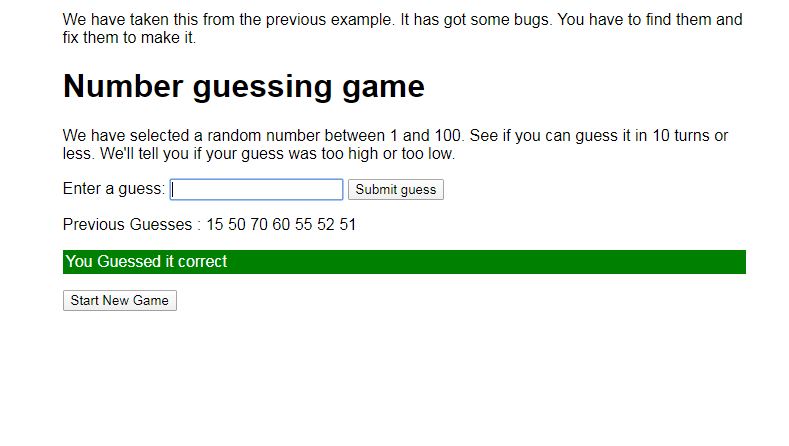 We have taken this from the previous example. It has got some bugs. You have to find them and
fix them to make it.
Number guessing game
We have selected a random number between 1 and 100. See if you can guess it in 10 turns or
less. We'll tell you if your guess was too high or too low.
Enter a guess: Submit guess
Previous Guesses : 15 50 70 60 55 52 51
You Guessed it correct
Start New Game